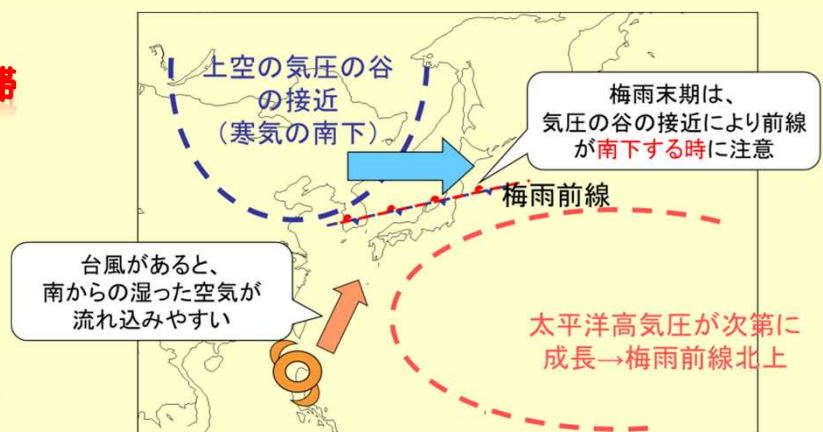 帯
上空の気圧の谷
の接近
（寒気の南下）
梅雨末期は、
気圧の谷の接近により前線
が南下する時に注意
梅雨前線
台風があると、
南からの湿った空気が
流れ込みやすい
太平洋高気圧が次第に
成長→梅雨前線北上